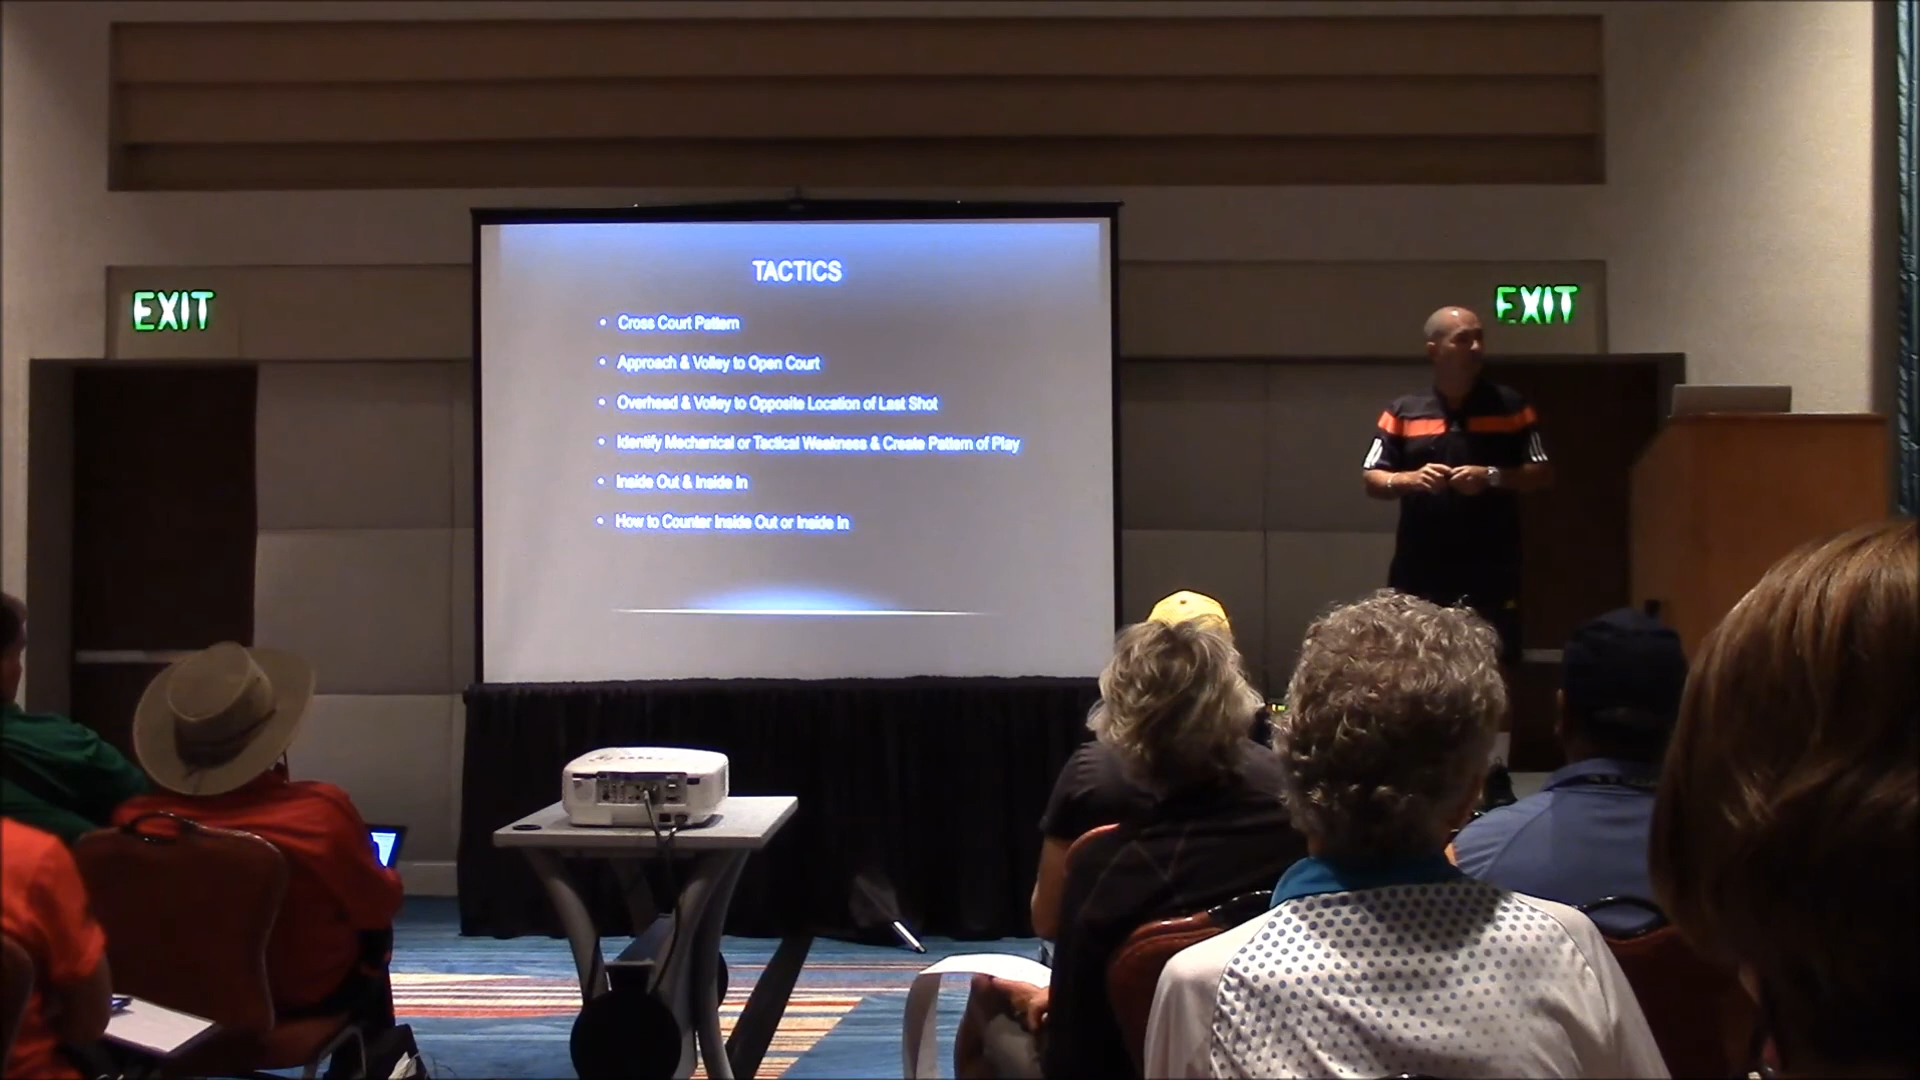 TACTICS
EXIT
EXIT
• Cross Court Pattern
• Approach & Volley to Open Court
• Overhead & Volley to Opposite Location of Last Shot
• Identify Mechanical or Tactical Weakness & Create Pattern of Play
• Inside Out & Inside In
• How to Counter Inside Out or Inside In